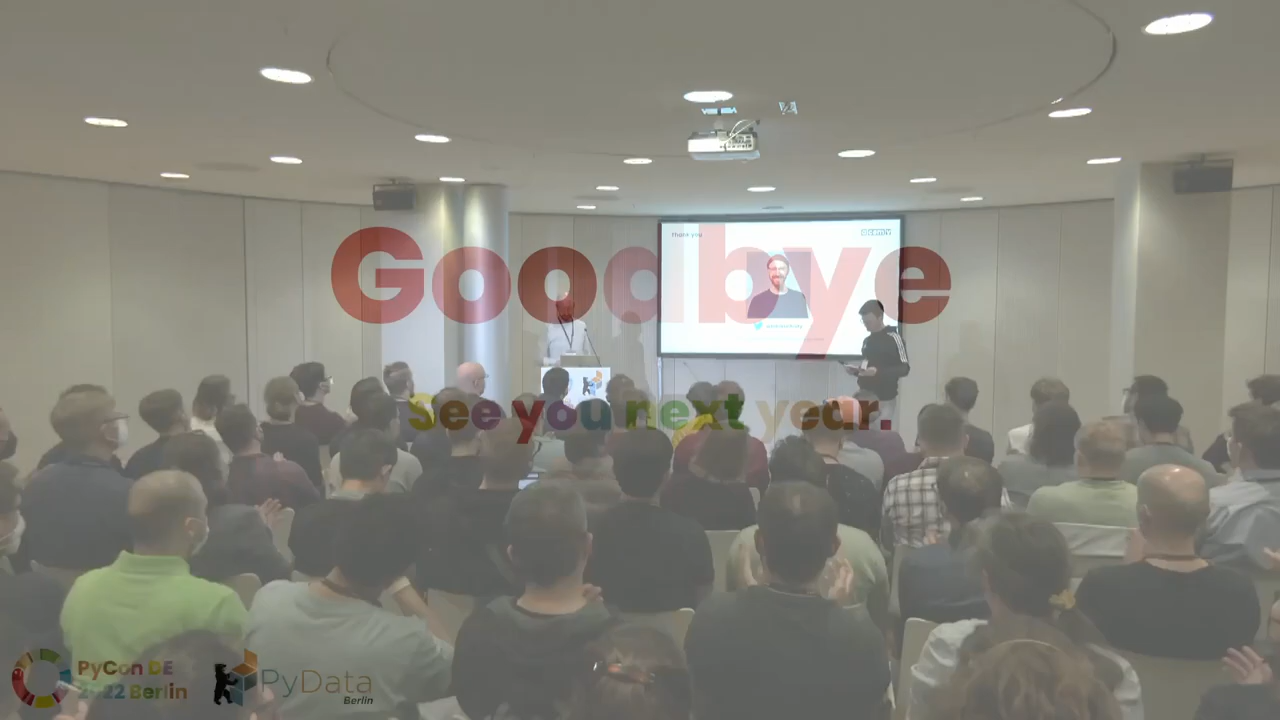 Thank you
Goodbye
See you next year.
PyCon DE
2022 Berlin
PyData
Berlin